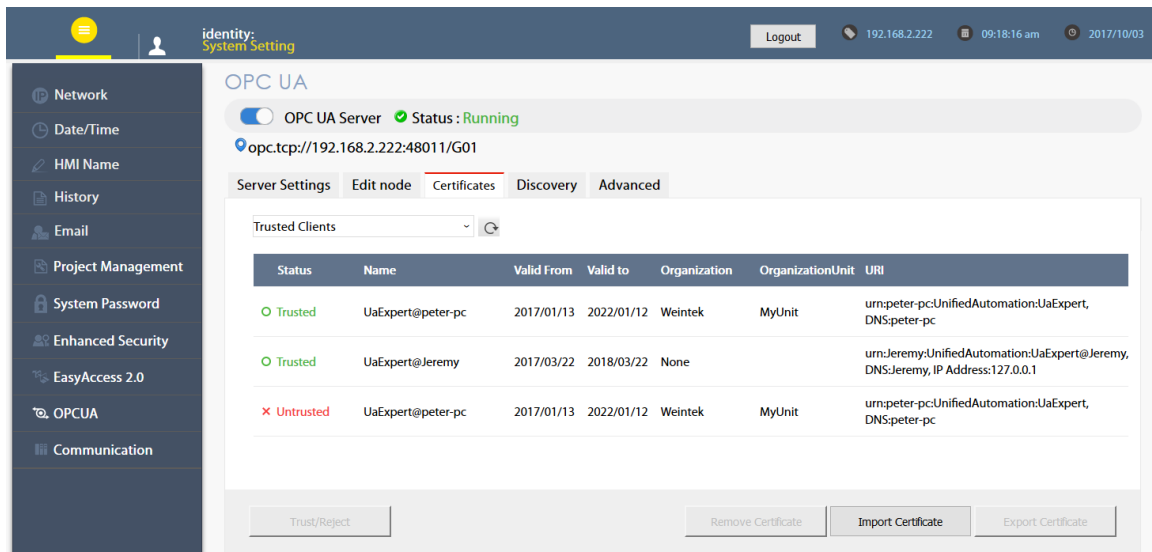 identity:
System Setting
Logout
192.168.2.222
09:18:16 am
2017/10/03
Network
Date/Time
HMI Name
History
Email
Project Management
System Password
Enhanced Security
EasyAccess 2.0
OPCUA
Communication
OPC UA
OPC UA Server Status : Running
opc.tcp://192.168.2.222:48011/G01
Server Settings Edit node Certificates Discovery Advanced
Trusted Clients
Status Name Valid From Valid to Organization OrganizationUnit URI
Trusted UaExpert@peter-pc 2017/01/13 2022/01/12 Weintek MyUnit urn:peter-pc:UnifiedAutomation:UaExpert,
DNS:peter-pc
Trusted UaExpert@Jeremy 2017/03/22 2018/03/22 None urn:Jeremy:UnifiedAutomation:UaExpert@Jeremy,
DNS:Jeremy, IP Address:127.0.0.1
Untrusted UaExpert@peter-pc 2017/01/13 2022/01/12 Weintek MyUnit urn:peter-pc:UnifiedAutomation:UaExpert,
DNS:peter-pc
Trust/Reject Remove Certificate Import Certificate Export Certificate